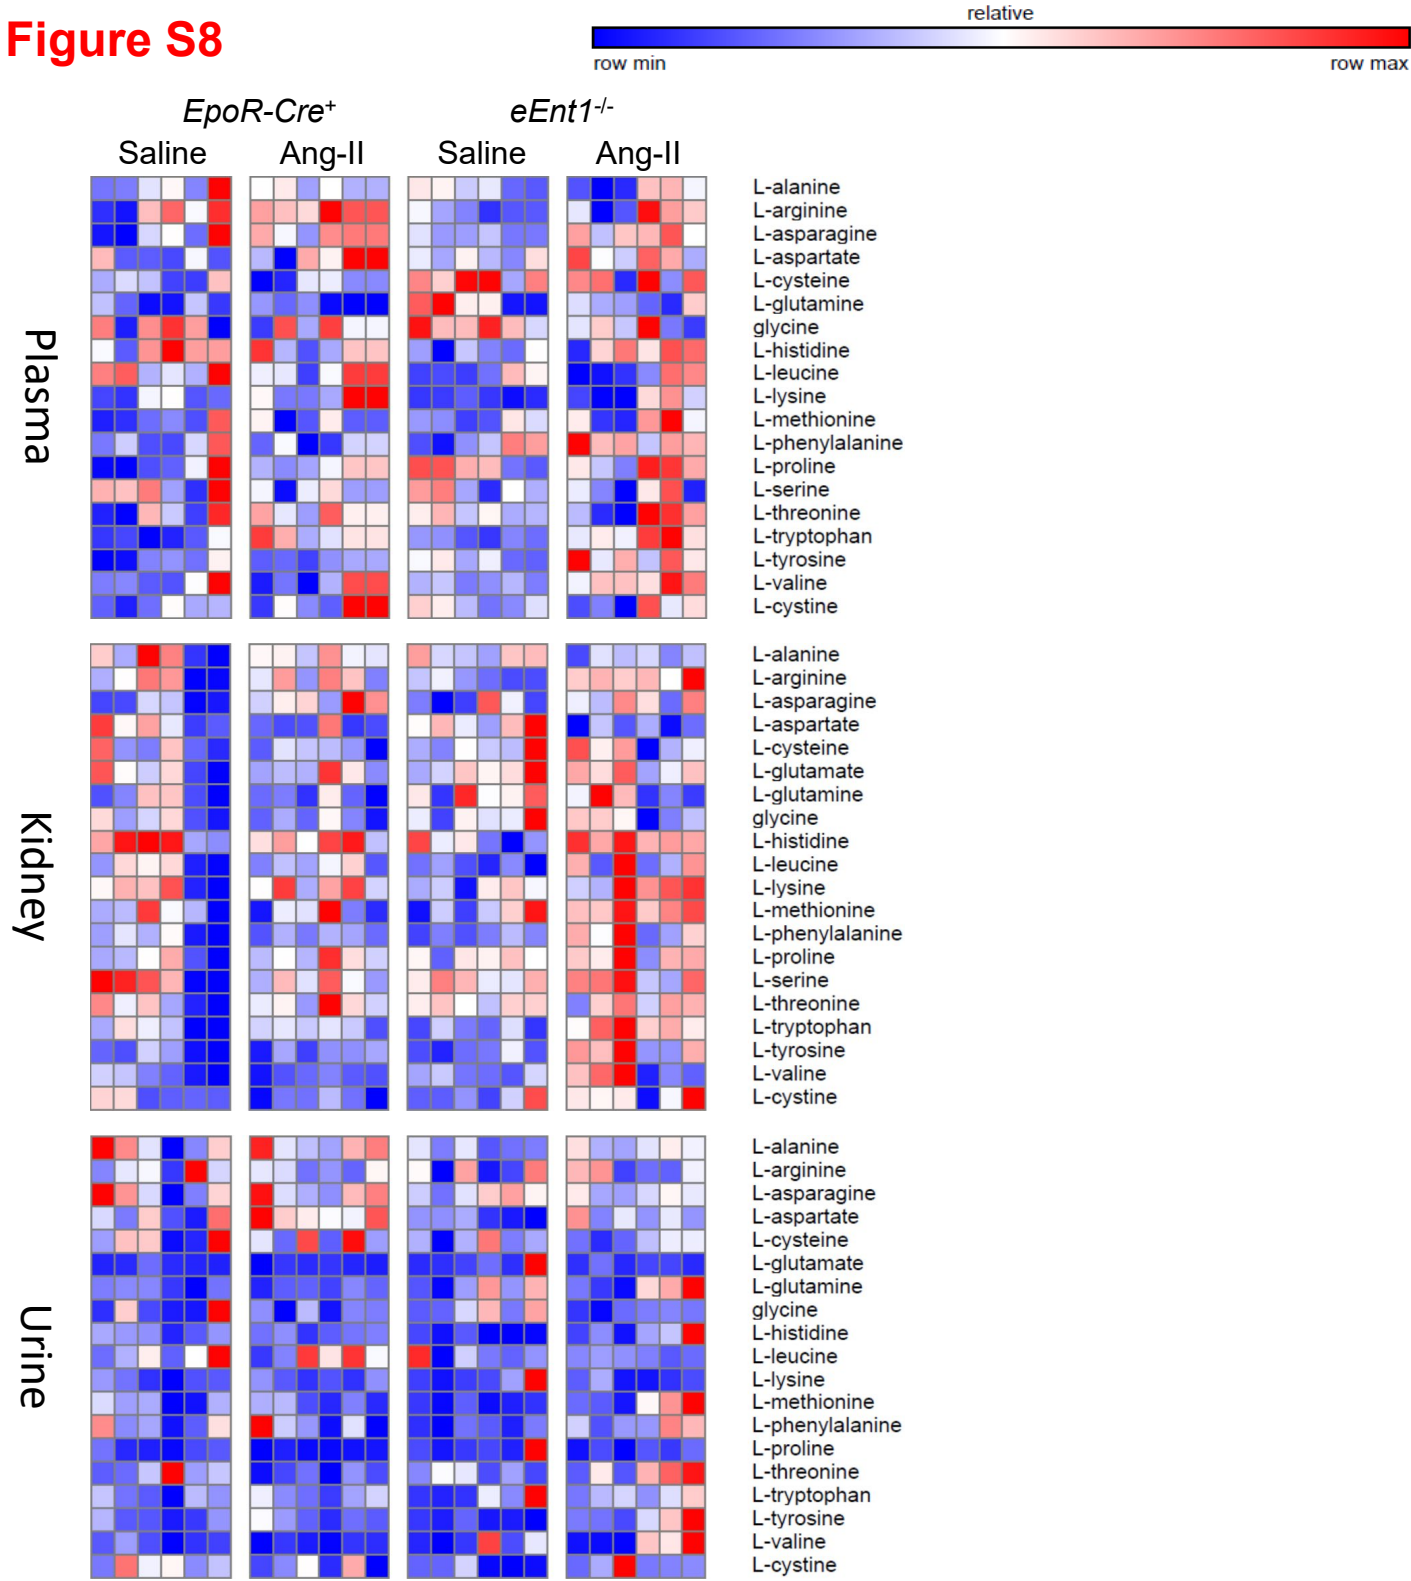 Figure S8
relative
row min
row max
EpoR-Cre+
eEnt1-/-
Saline
Ang-II
Saline
Ang-II
Plasma
L-alanine
L-arginine
L-asparagine
L-aspartate
L-cysteine
L-glutamine
glycine
L-histidine
L-leucine
L-lysine
L-methionine
L-phenylalanine
L-proline
L-serine
L-threonine
L-tryptophan
L-tyrosine
L-valine
L-cystine
Kidney
L-alanine
L-arginine
L-asparagine
L-aspartate
L-cysteine
L-glutamate
L-glutamine
glycine
L-histidine
L-leucine
L-lysine
L-methionine
L-phenylalanine
L-proline
L-serine
L-threonine
L-tryptophan
L-tyrosine
L-valine
L-cystine
Urine
L-alanine
L-arginine
L-asparagine
L-aspartate
L-cysteine
L-glutamate
L-glutamine
glycine
L-histidine
L-leucine
L-lysine
L-methionine
L-phenylalanine
L-proline
L-threonine
L-tryptophan
L-tyrosine
L-valine
L-cystine